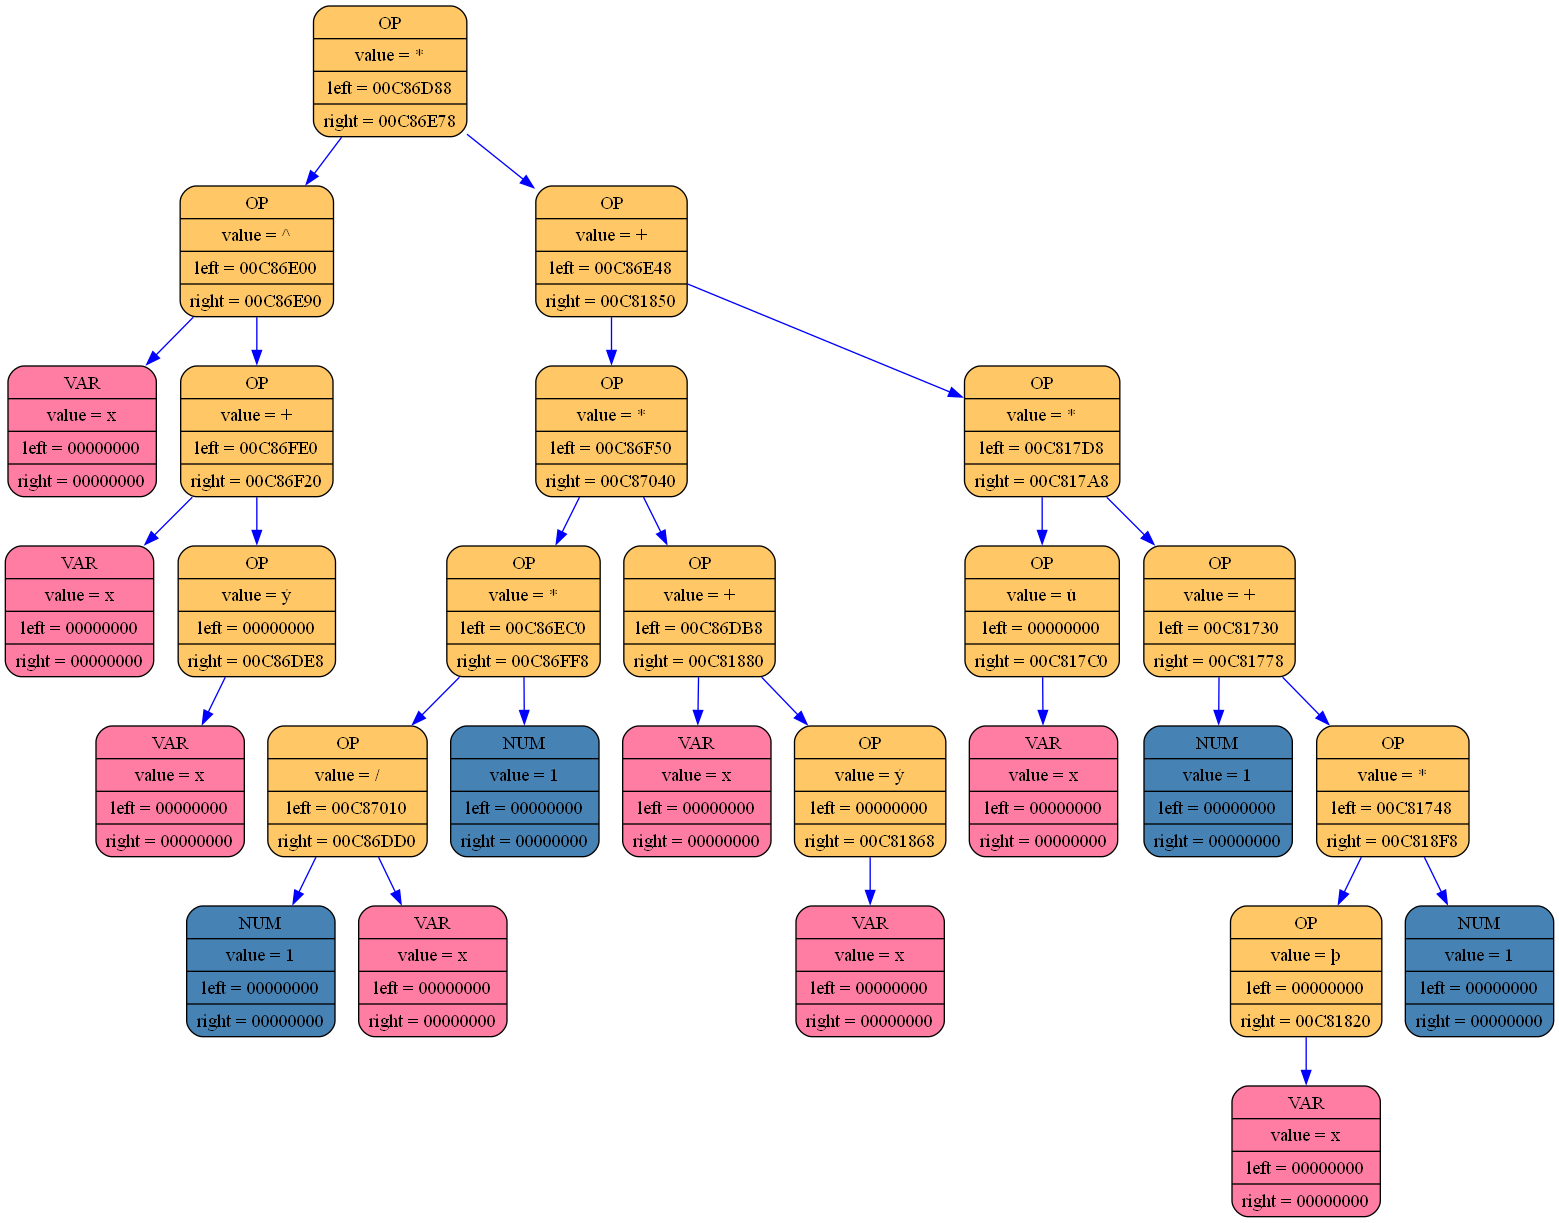 OP
value = *
left = 00C86D88
right = 00C86E78
OP
value = ^
left = 00C86E00
right = 00C86E90
OP
value = +
left = 00C86E48
right = 00C81850
VAR
value = x
left = 00000000
right = 00000000
OP
value = +
left = 00C86FE0
right = 00C86F20
OP
value = *
left = 00C86F50
right = 00C87040
OP
value = *
left = 00C817D8
right = 00C817A8
VAR
value = x
left = 00000000
right = 00000000
OP
value = ý
left = 00000000
right = 00C86DE8
OP
value = *
left = 00C86EC0
right = 00C86FF8
OP
value = +
left = 00C86DB8
right = 00C81880
OP
value = ú
left = 00000000
right = 00C817C0
OP
value = +
left = 00C81730
right = 00C81778
VAR
value = x
left = 00000000
right = 00000000
OP
value = /
left = 00C87010
right = 00C86DD0
NUM
value = 1
left = 00000000
right = 00000000
VAR
value = x
left = 00000000
right = 00000000
OP
value = ý
left = 00000000
right = 00C81868
VAR
value = x
left = 00000000
right = 00000000
NUM
value = 1
left = 00000000
right = 00000000
OP
value = *
left = 00C81748
right = 00C818F8
NUM
value = 1
left = 00000000
right = 00000000
VAR
value = x
left = 00000000
right = 00000000
VAR
value = x
left = 00000000
right = 00000000
OP
value = þ
left = 00000000
right = 00C81820
NUM
value = 1
left = 00000000
right = 00000000
VAR
value = x
left = 00000000
right = 00000000